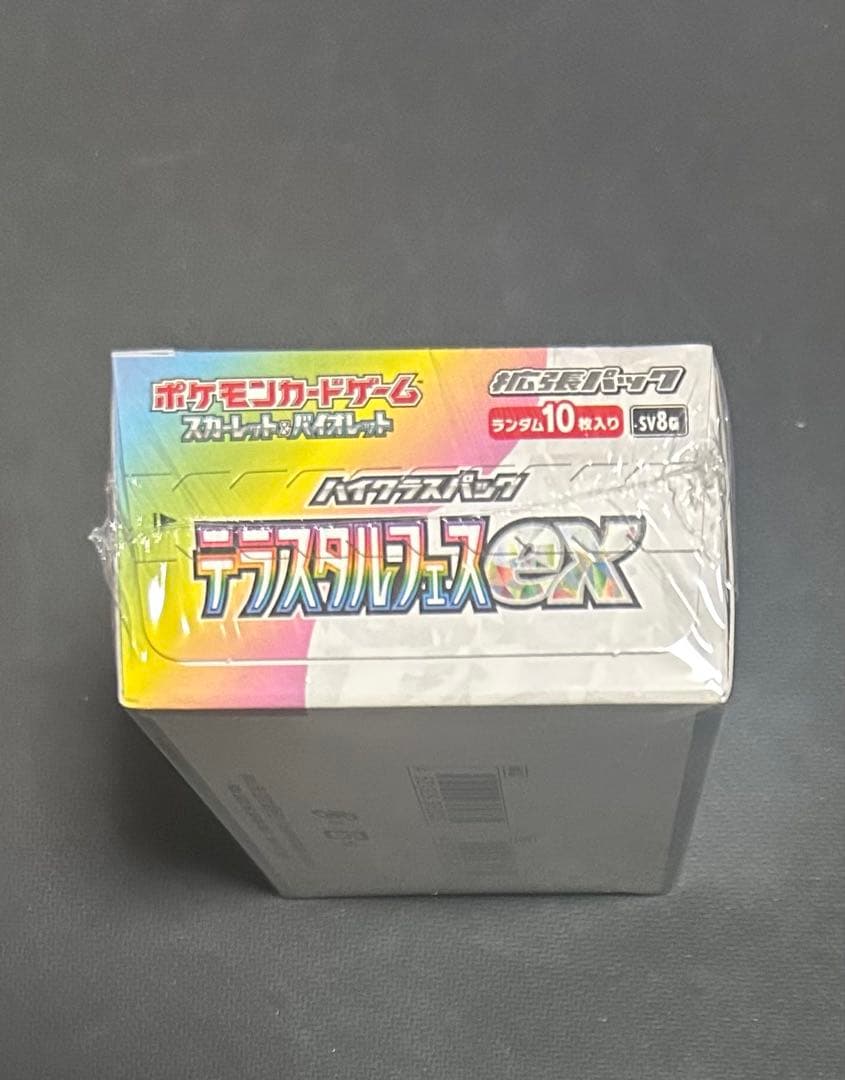 ポケモンカードゲーム
スカーレット&バイオレット
拡張パック
ランダム10枚入り
SV8a
ハイクラスパック
テラスタルフェスex